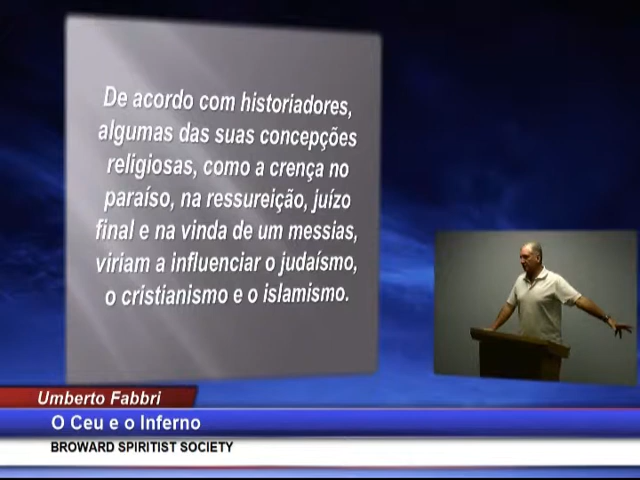 De acordo com historiadores,
algumas das suas concepções
religiosas, como a crença no
paraíso, na ressureição, juízo
final e na vinda de um messias,
viriam a influenciar o judaísmo,
o cristianismo e o islamismo.
Umberto Fabbri
O Ceu e o Inferno
BROWARD SPIRITIST SOCIETY